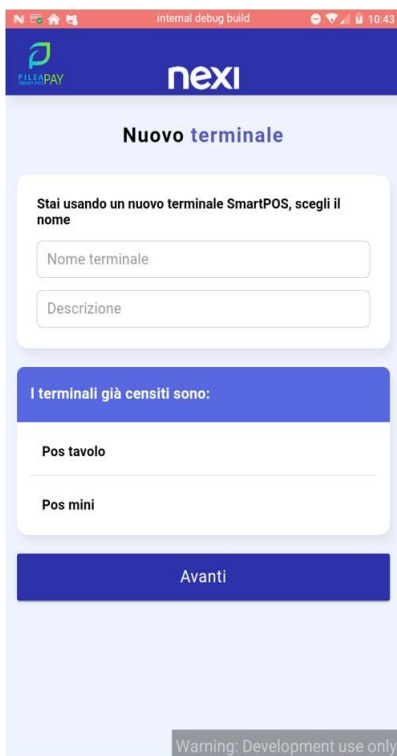 internal debug build
10:43
PILEAPAY
nexi
Nuovo terminale
Stai usando un nuovo terminale SmartPOS, scegli il
nome
Nome terminale
Descrizione
I terminali già censiti sono:
Pos tavolo
Pos mini
Avanti
Warning: Development use only